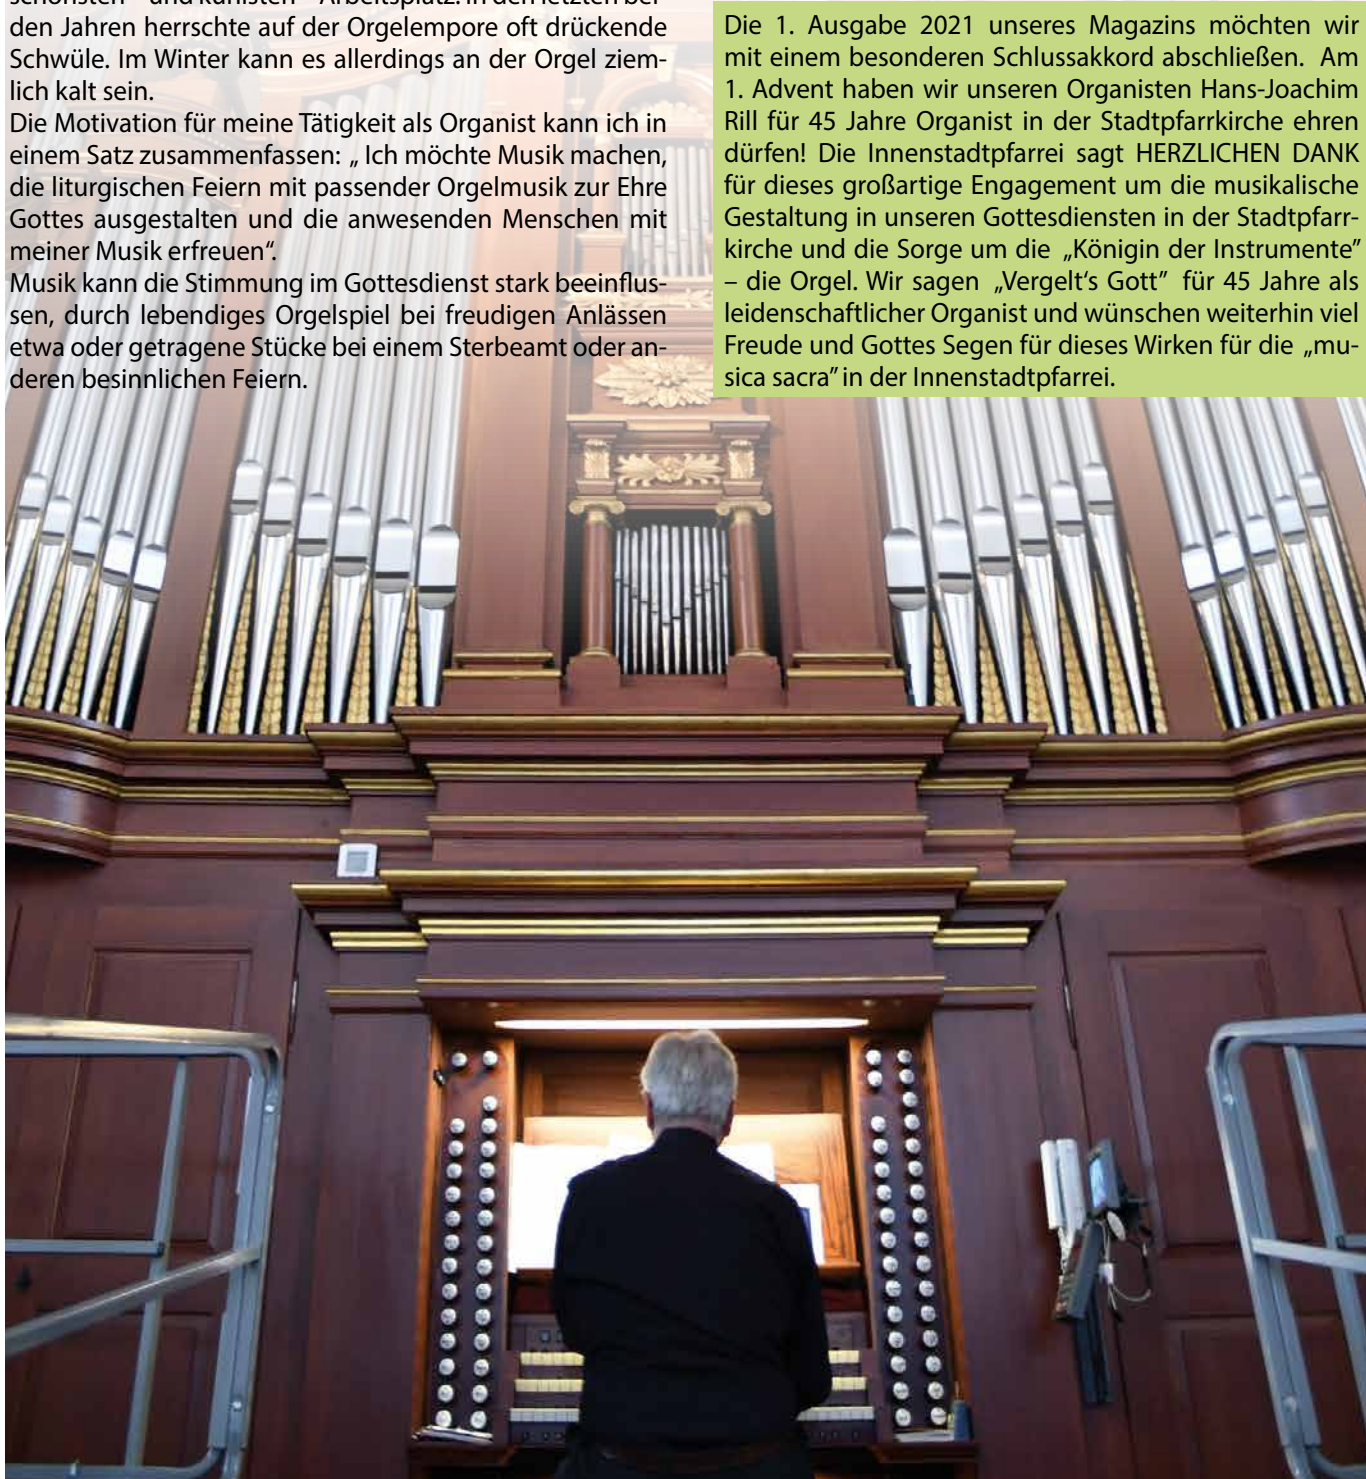 den Jahren herrschte auf der Orgelempore oft drückende
Schwüle. Im Winter kann es allerdings an der Orgel ziem-
lich kalt sein.
Die Motivation für meine Tätigkeit als Organist kann ich in
einem Satz zusammenfassen: „ Ich möchte Musik machen,
die liturgischen Feiern mit passender Orgelmusik zur Ehre
Gottes ausgestalten und die anwesenden Menschen mit
meiner Musik erfreuen“.
Musik kann die Stimmung im Gottesdienst stark beeinflus-
sen, durch lebendiges Orgelspiel bei freudigen Anlässen
etwa oder getragene Stücke bei einem Sterbeamt oder an-
deren besinnlichen Feiern.
Die 1. Ausgabe 2021 unseres Magazins möchten wir
mit einem besonderen Schlussakkord abschließen. Am
1. Advent haben wir unseren Organisten Hans-Joachim
Rill für 45 Jahre Organist in der Stadtpfarrkirche ehren
dürfen! Die Innenstadtpfarrei sagt HERZLICHEN DANK
für dieses großartige Engagement um die musikalische
Gestaltung in unseren Gottesdiensten in der Stadtpfarr-
kirche und die Sorge um die „Königin der Instrumente”
– die Orgel. Wir sagen „Vergelt‘s Gott” für 45 Jahre als
leidenschaftlicher Organist und wünschen weiterhin viel
Freude und Gottes Segen für dieses Wirken für die „mu-
sica sacra” in der Innenstadtpfarrei.